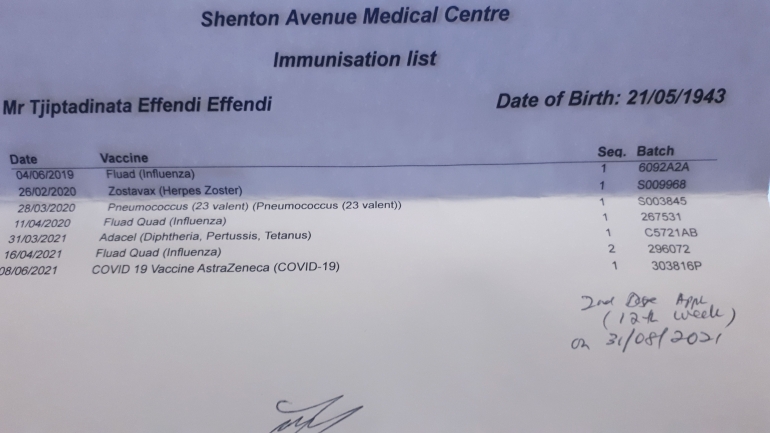 Shenton Avenue Medical Centre
Immunisation list
Mr Tjiptadinata Effendi Effendi Date of Birth: 21/05/1943
Date Vaccine Seq. Batch
04/06/2019 Fluad (Influenza) 1 6092A2A
26/02/2020 Zostavax (Herpes Zoster) 1 S009968
28/03/2020 Pneumococcus (23 valent) (Pneumococcus (23 valent)) 1 S003845
11/04/2020 Fluad Quad (Influenza) 1 267531
31/03/2021 Adacel (Diphtheria, Pertussis, Tetanus) 1 C5721AB
16/04/2021 Fluad Quad (Influenza) 2 296072
08/06/2021 COVID 19 Vaccine AstraZeneca (COVID-19) 1 303816P
2nd Dose
(12th week)
on 31/08/2021